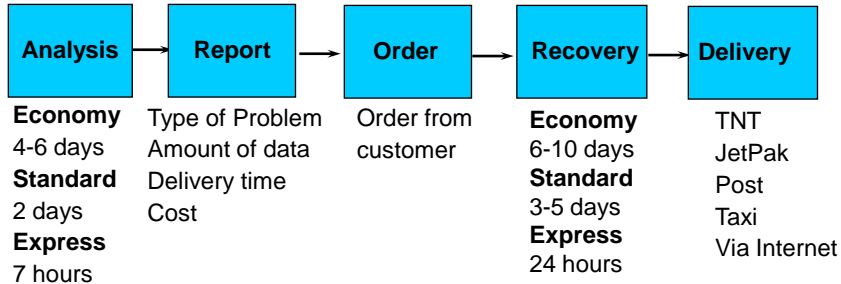 Analysis
Report
Order
Recovery
Delivery
Economy
4-6 days
Standard
2 days
Express
7 hours
Type of Problem
Amount of data
Delivery time
Cost
Order from
customer
Economy
6-10 days
Standard
3-5 days
Express
24 hours
TNT
JetPak
Post
Taxi
Via Internet